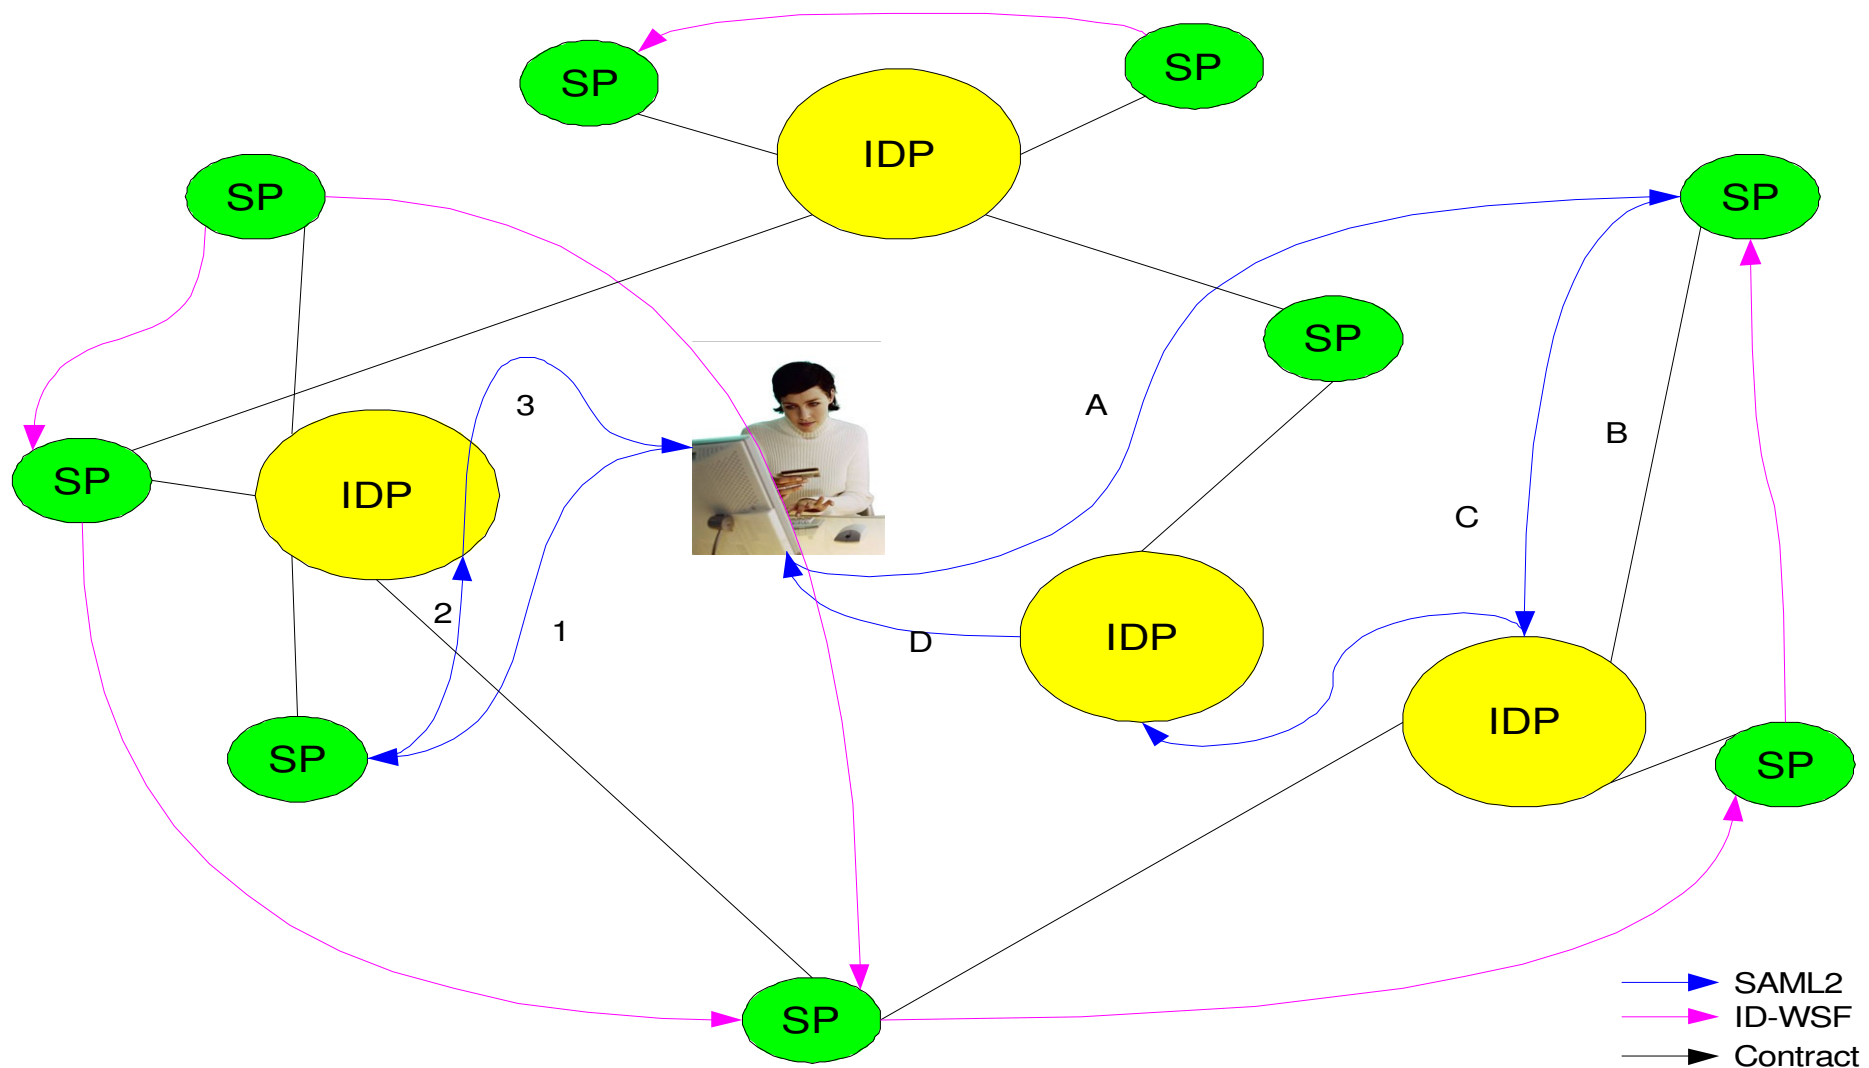 SP
SP
IDP
SP
SP
SP
3
A
B
SP
IDP
C
2
1
D
IDP
IDP
SP
SP
SP
SAML2
ID-WSF
Contract